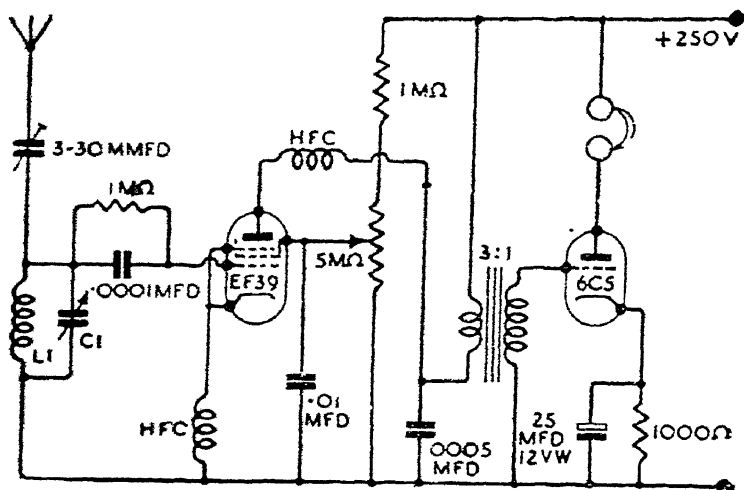 +250V
1MΩ
HFC
3-30 MMFD
1MΩ
5MΩ
3:1
EF39
6C5
.0001MFD
L1
C1
.01
MFD
HFC
.0005
MFD
25
MFD
12VW
1000Ω